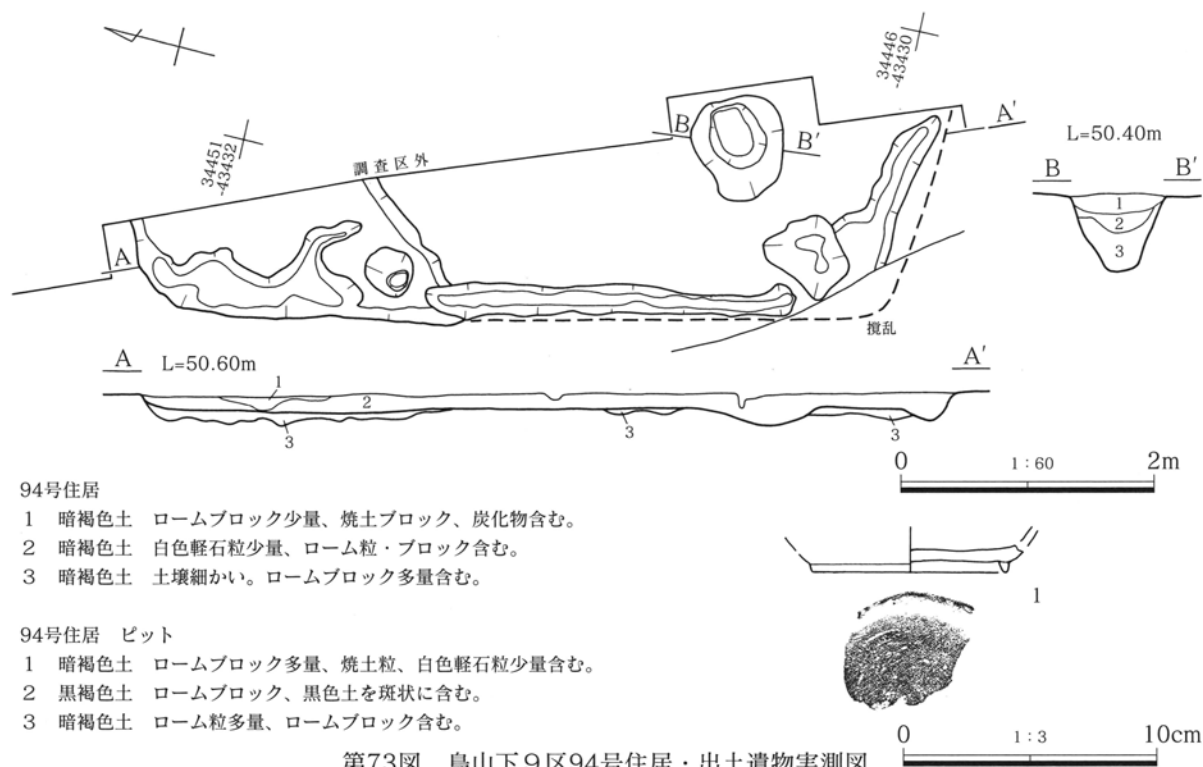 34446
-43430
34451
-43432
調査区外
B
B′
A′
A
攪乱
L=50.40m
B
B′
1
2
3
A
L=50.60m
A′
1
2
3
3
3
0
1：60
2m
94号住居
1　暗褐色土　ロームブロック少量、焼土ブロック、炭化物含む。
2　暗褐色土　白色軽石粒少量、ローム粒・ブロック含む。
3　暗褐色土　土壌細かい。ロームブロック多量含む。
94号住居　ピット
1　暗褐色土　ロームブロック多量、焼土粒、白色軽石粒少量含む。
2　黒褐色土　ロームブロック、黒色土を斑状に含む。
3　暗褐色土　ローム粒多量、ロームブロック含む。
1
0
1：3
10cm
第73図　鳥山下９区94号住居・出土遺物実測図